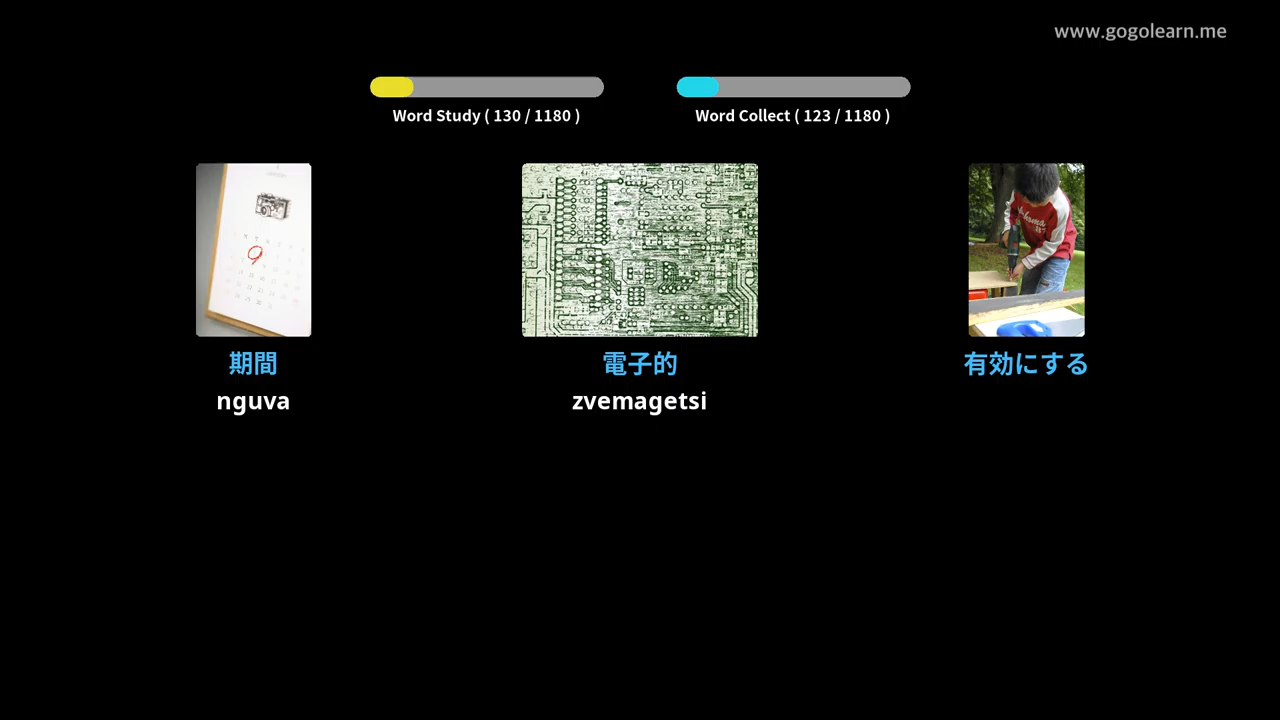 www.gogolearn.me
Word Study ( 130 / 1180 )
Word Collect ( 123 / 1180 )
期間
電子的
有効にする
nguva
zvemagetsi